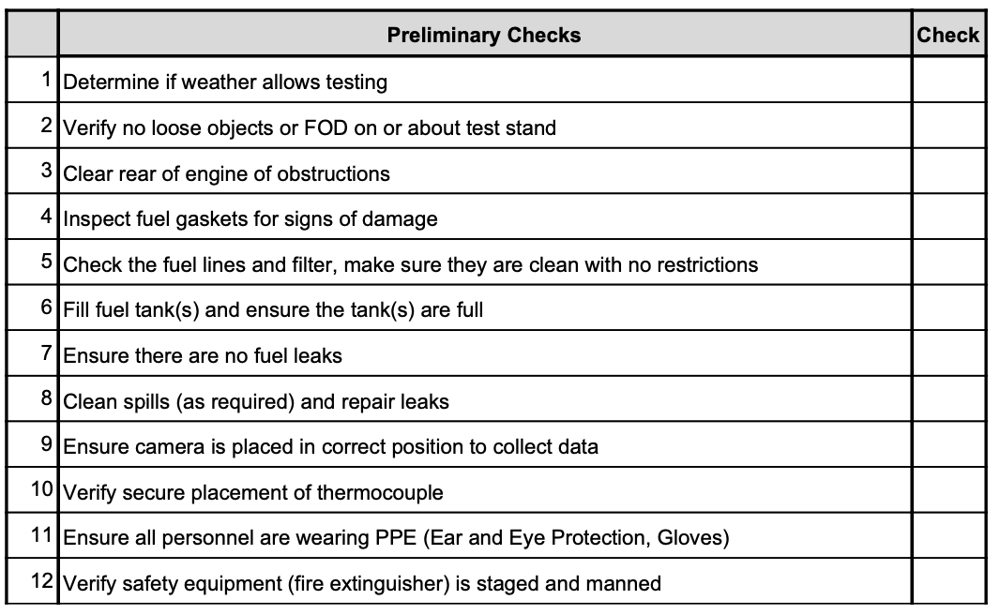 Preliminary Checks Check
1 Determine if weather allows testing
2 Verify no loose objects or FOD on or about test stand
3 Clear rear of engine of obstructions
4 Inspect fuel gaskets for signs of damage
5 Check the fuel lines and filter, make sure they are clean with no restrictions
6 Fill fuel tank(s) and ensure the tank(s) are full
7 Ensure there are no fuel leaks
8 Clean spills (as required) and repair leaks
9 Ensure camera is placed in correct position to collect data
10 Verify secure placement of thermocouple
11 Ensure all personnel are wearing PPE (Ear and Eye Protection, Gloves)
12 Verify safety equipment (fire extinguisher) is staged and manned